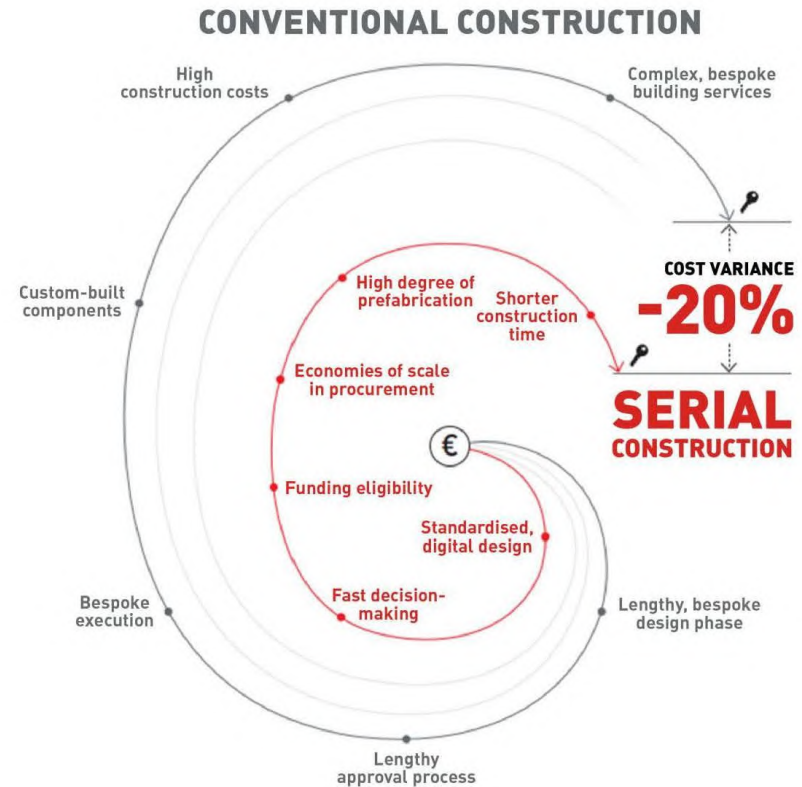 CONVENTIONAL CONSTRUCTION
High
construction costs
Complex, bespoke
building services
COST VARIANCE
-20%
High degree of
prefabrication
Shorter
construction
time
Custom-built
components
Economies of scale
in procurement
SERIAL
CONSTRUCTION
€
Funding eligibility
Standardised,
digital design
Fast decision-
making
Bespoke
execution
Lengthy, bespoke
design phase
Lengthy
approval process